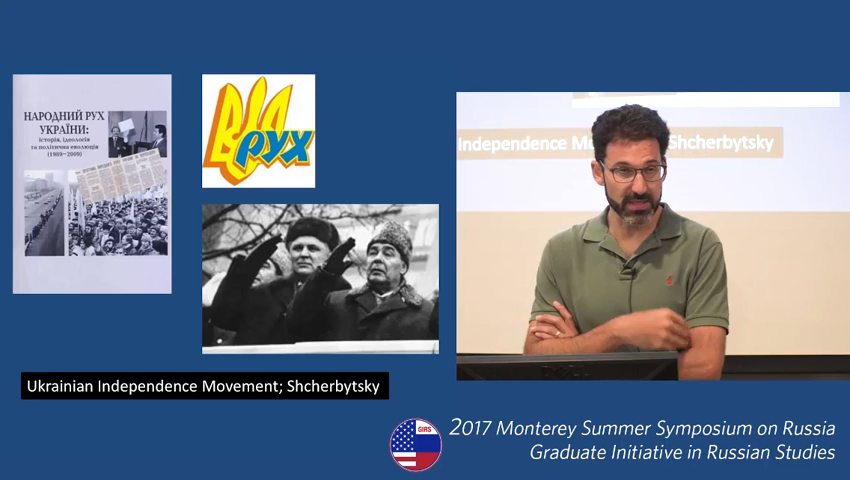 НАРОДНИЙ РУХ
УКРАЇНИ:
історія, ідеологія
та політична еволюція
(1989–2009)
РУХ
Independence M
Shcherbytsky
Ukrainian Independence Movement; Shcherbytsky
GIRS
2017 Monterey Summer Symposium on Russia
Graduate Initiative in Russian Studies